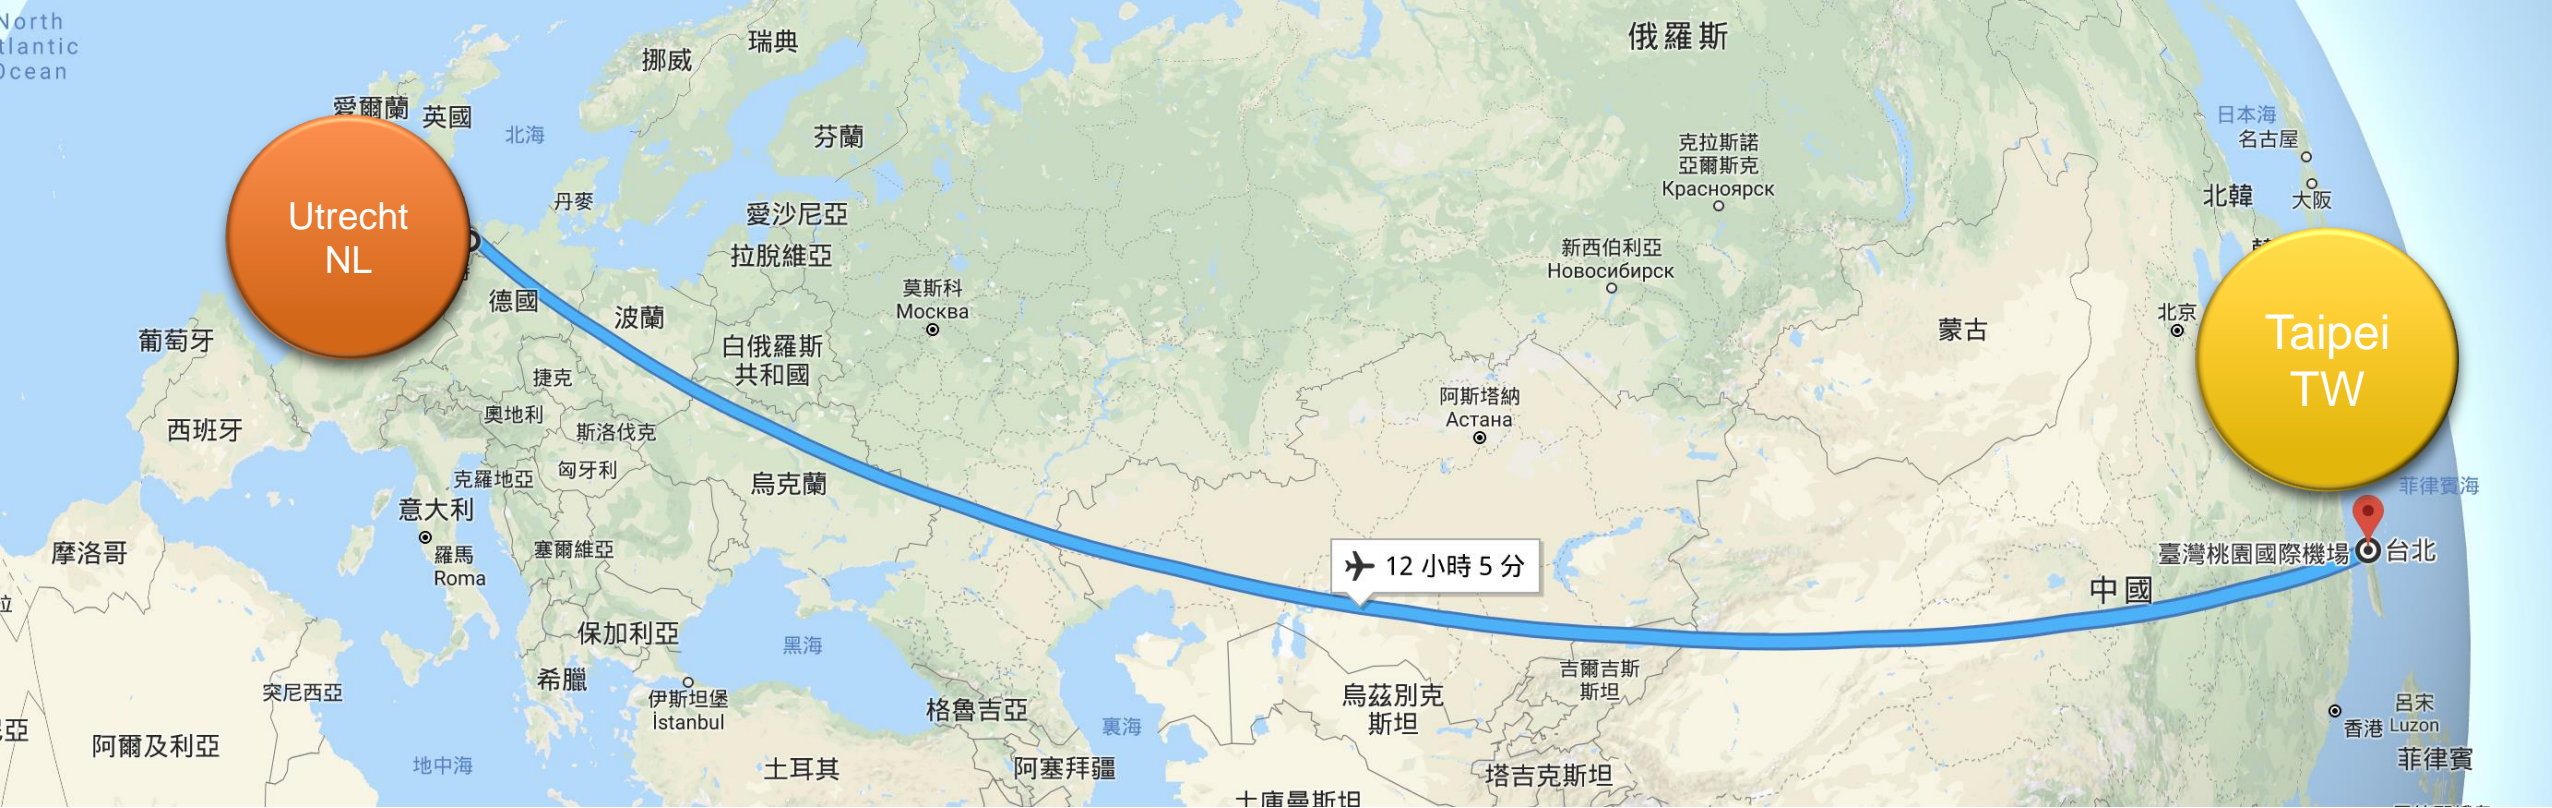 North
Atlantic
Ocean
挪威
瑞典
俄羅斯
愛爾蘭
英國
北海
芬蘭
克拉斯諾
亞爾斯克
Красноярск
日本海
名古屋
大阪
北韓
丹麥
愛沙尼亞
拉脫維亞
Utrecht
NL
新西伯利亞
Новосибирск
莫斯科
Москва
德國
波蘭
白俄羅斯
共和國
葡萄牙
蒙古
北京
Taipei
TW
捷克
奧地利
斯洛伐克
西班牙
阿斯塔納
Астана
克羅地亞
匈牙利
烏克蘭
菲律賓海
意大利
羅馬
Roma
塞爾維亞
摩洛哥
12 小時 5 分
臺灣桃園國際機場
台北
中國
保加利亞
黑海
希臘
突尼西亞
伊斯坦堡
İstanbul
格魯吉亞
裏海
烏茲別克
斯坦
吉爾吉斯
斯坦
呂宋
Luzon
香港
菲律賓
阿爾及利亞
地中海
土耳其
阿塞拜疆
塔吉克斯坦
土庫曼斯坦